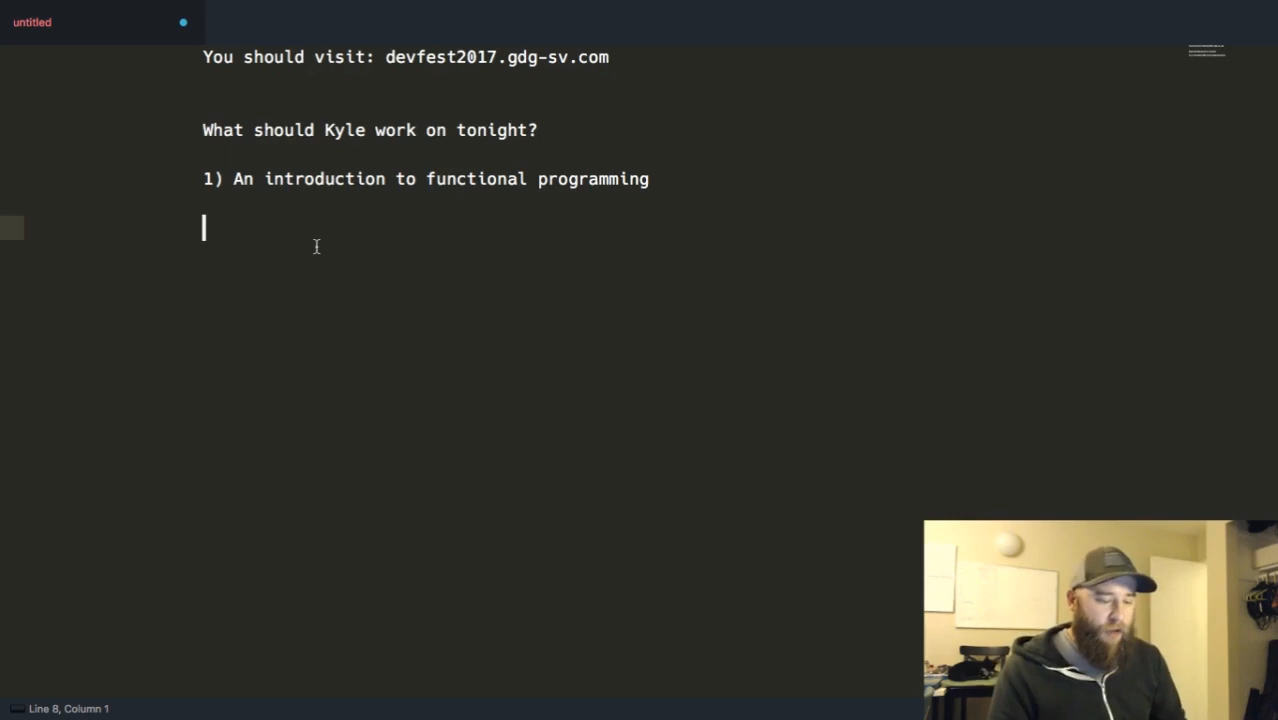 untitled
You should visit: devfest2017.gdg-sv.com
What should Kyle work on tonight?
1) An introduction to functional programming
Line 8, Column 1